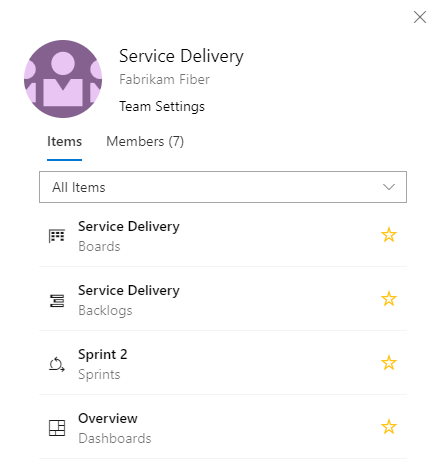 Service Delivery
Fabrikam Fiber
Team Settings
Items Members (7)
All Items
Service Delivery
Boards
Service Delivery
Backlogs
Sprint 2
Sprints
Overview
Dashboards